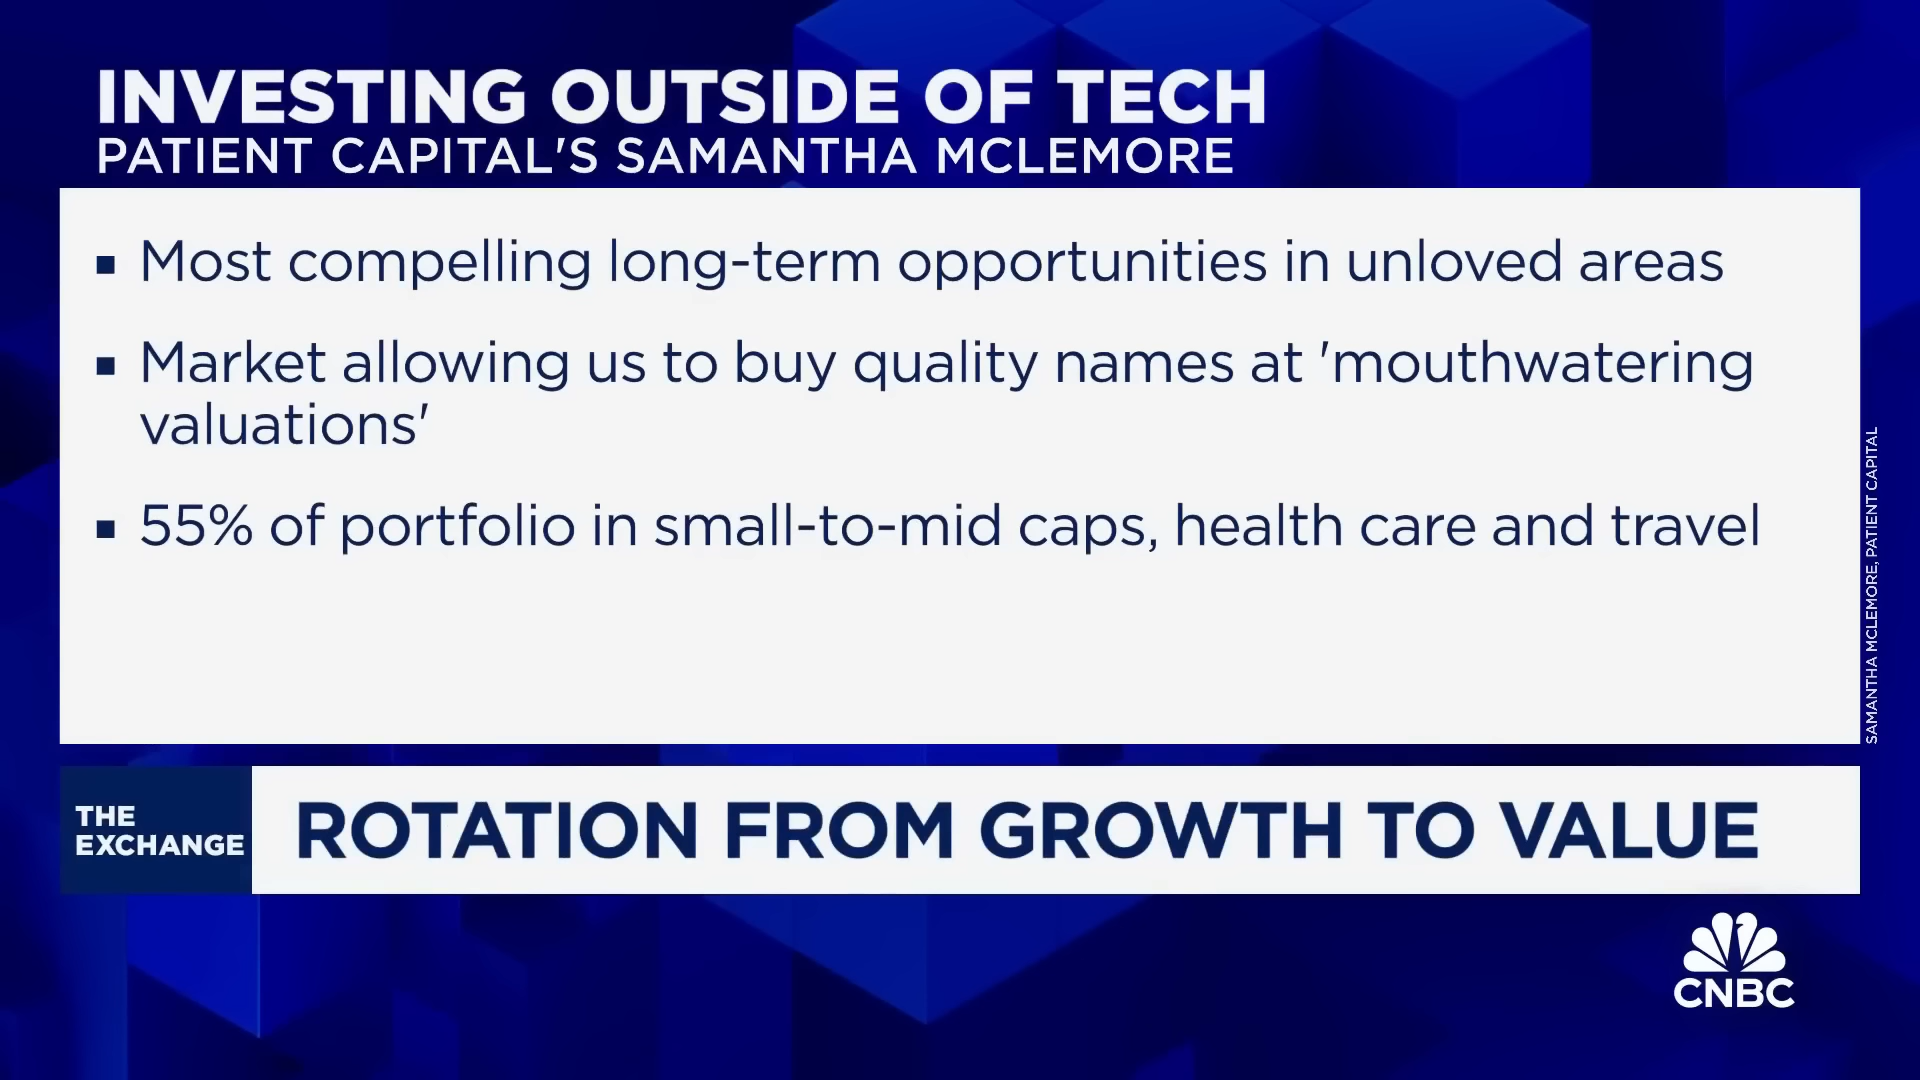 INVESTING OUTSIDE OF TECH
PATIENT CAPITAL'S SAMANTHA MCLEMORE
▪ Most compelling long-term opportunities in unloved areas
▪ Market allowing us to buy quality names at 'mouthwatering
valuations'
▪ 55% of portfolio in small-to-mid caps, health care and travel
SAMANTHA MCLEMORE, PATIENT CAPITAL
THE
EXCHANGE
ROTATION FROM GROWTH TO VALUE
CNBC